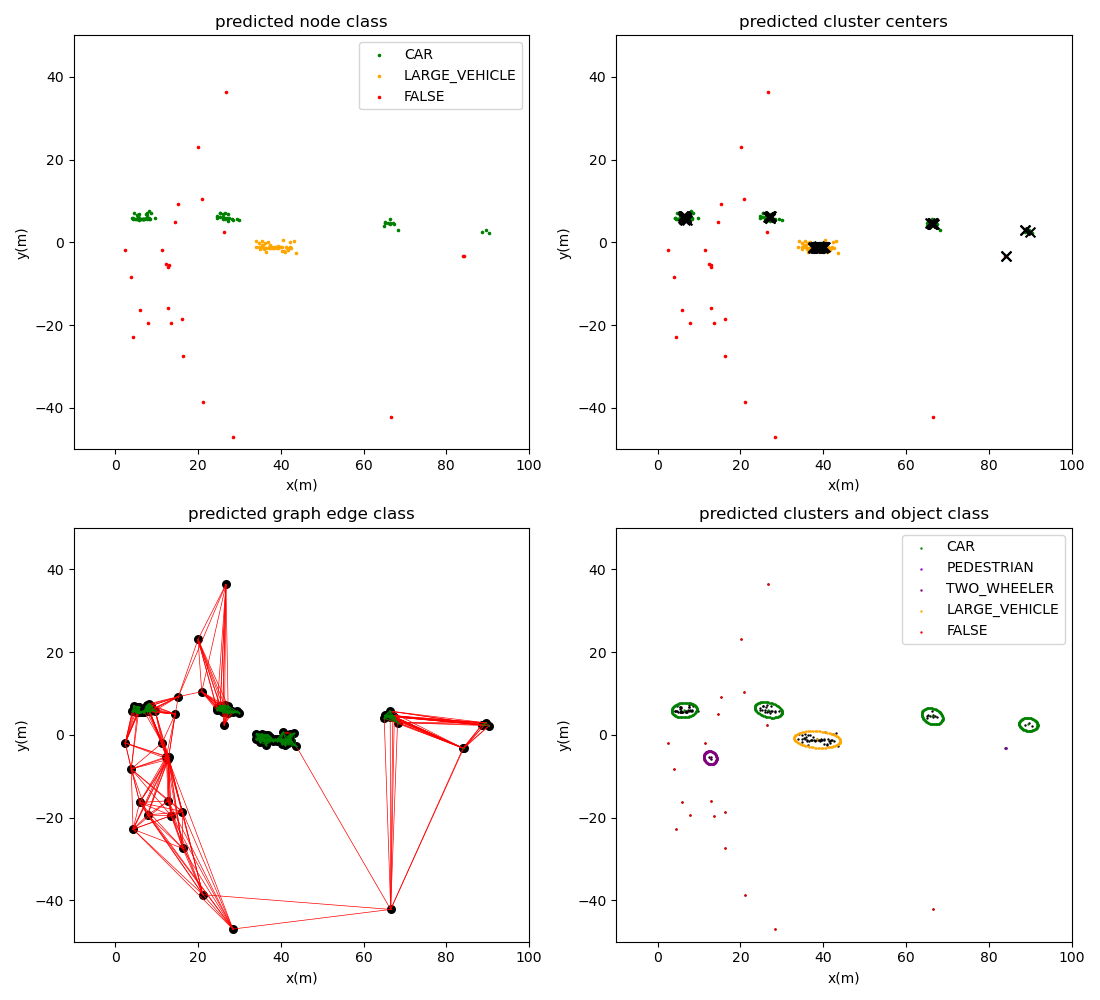 predicted node class
CAR
LARGE_VEHICLE
FALSE
40
20
0
−20
−40
y(m)
0 20 40 60 80 100
x(m)
predicted cluster centers
40
20
0
−20
−40
y(m)
0 20 40 60 80 100
x(m)
predicted graph edge class
40
20
0
−20
−40
y(m)
0 20 40 60 80 100
x(m)
predicted clusters and object class
CAR
PEDESTRIAN
TWO_WHEELER
LARGE_VEHICLE
FALSE
40
20
0
−20
−40
y(m)
0 20 40 60 80 100
x(m)